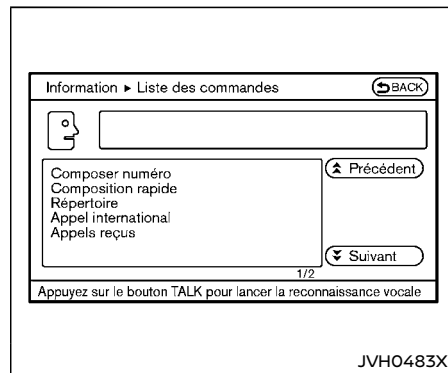 Information ► Liste des commandes
BACK
Composer numéro
Précédent
Composition rapide
Répertoire
Appel international
Appels reçus
Suivant
1/2
Appuyez sur le bouton TALK pour lancer la reconnaissance vocale
JVH0483X